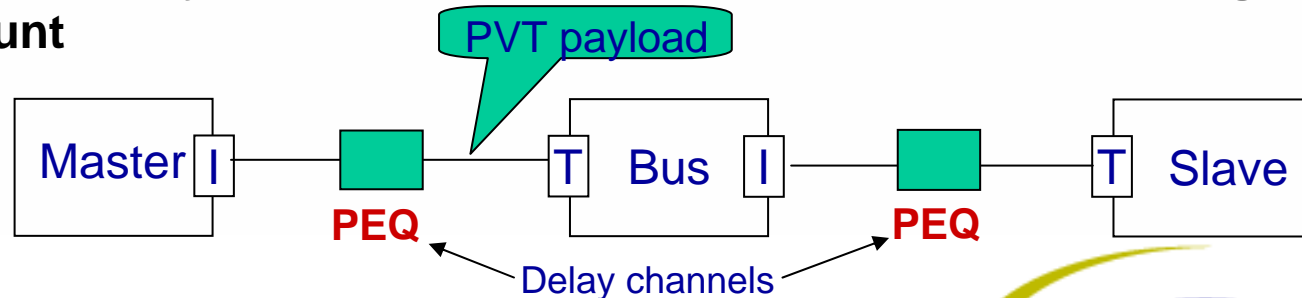 unt
PVT payload
Master I
T Bus I
T Slave
PEQ
PEQ
Delay channels